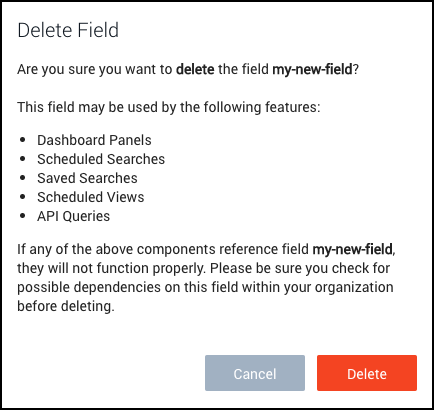 Delete Field
Are you sure you want to delete the field my-new-field?
This field may be used by the following features:
• Dashboard Panels
• Scheduled Searches
• Saved Searches
• Scheduled Views
• API Queries
If any of the above components reference field my-new-field,
they will not function properly. Please be sure you check for
possible dependencies on this field within your organization
before deleting.
Cancel
Delete